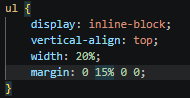 ul {
    display: inline-block;
    vertical-align: top;
    width: 20%;
    margin: 0 15% 0 0;
}